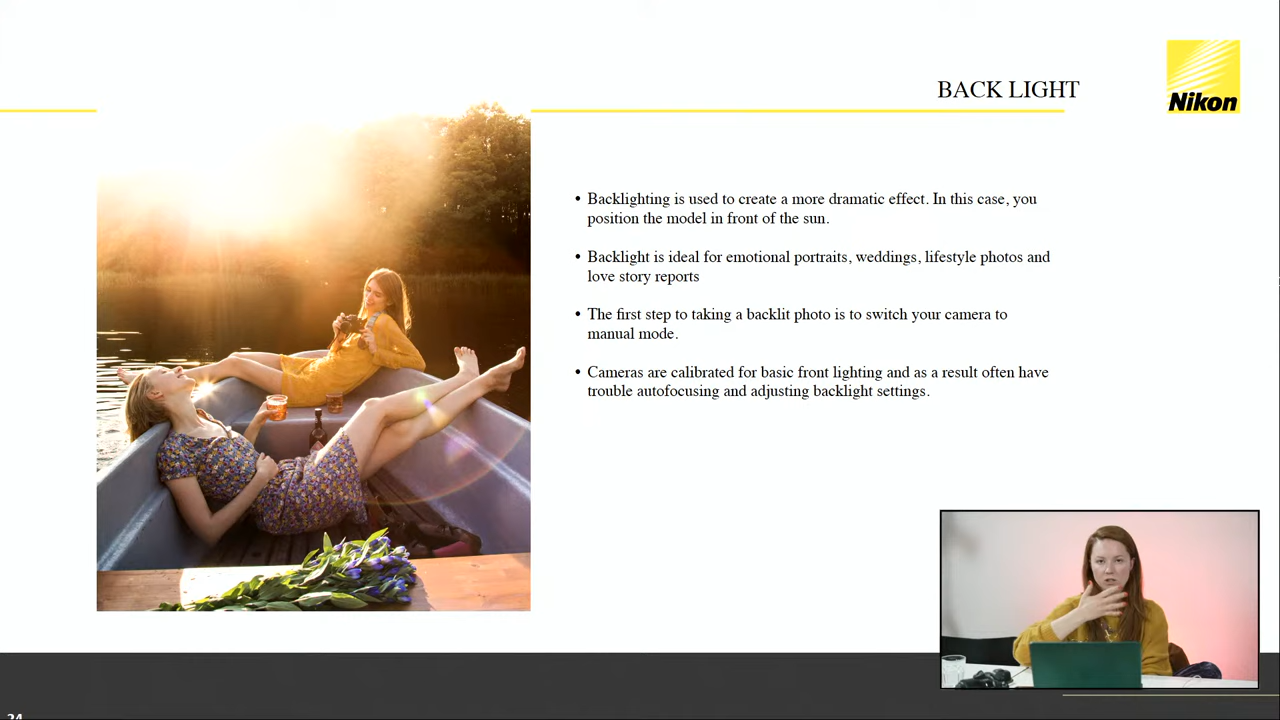 BACK LIGHT
Nikon
• Backlighting is used to create a more dramatic effect. In this case, you
position the model in front of the sun.
• Backlight is ideal for emotional portraits, weddings, lifestyle photos and
love story reports
• The first step to taking a backlit photo is to switch your camera to
manual mode.
• Cameras are calibrated for basic front lighting and as a result often have
trouble autofocusing and adjusting backlight settings.
24